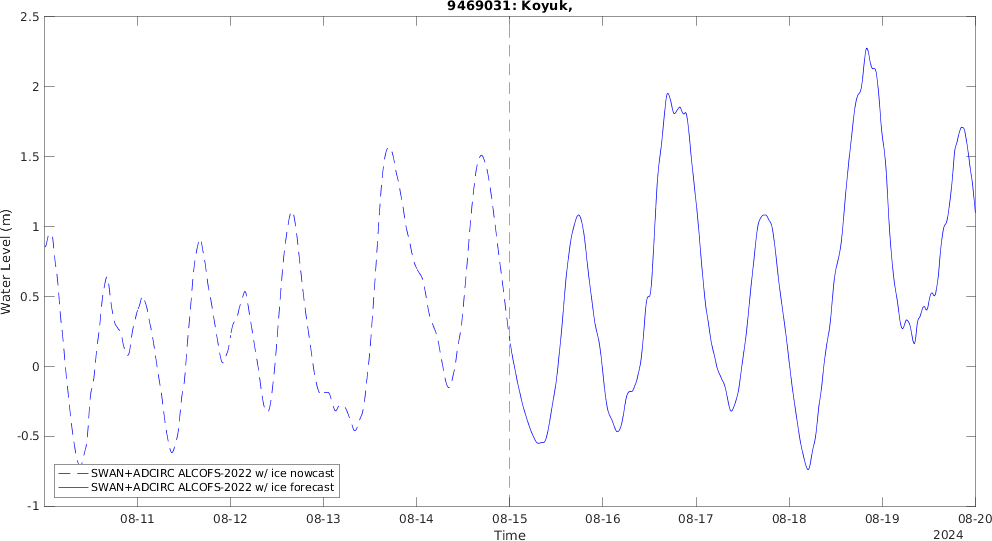 9469031: Koyuk,
2.5
2
1.5
1
0.5
0
-0.5
-1
Water Level (m)
SWAN+ADCIRC ALCOFS-2022 w/ ice nowcast
SWAN+ADCIRC ALCOFS-2022 w/ ice forecast
08-11 08-12 08-13 08-14 08-15 08-16 08-17 08-18 08-19 08-20
Time
2024